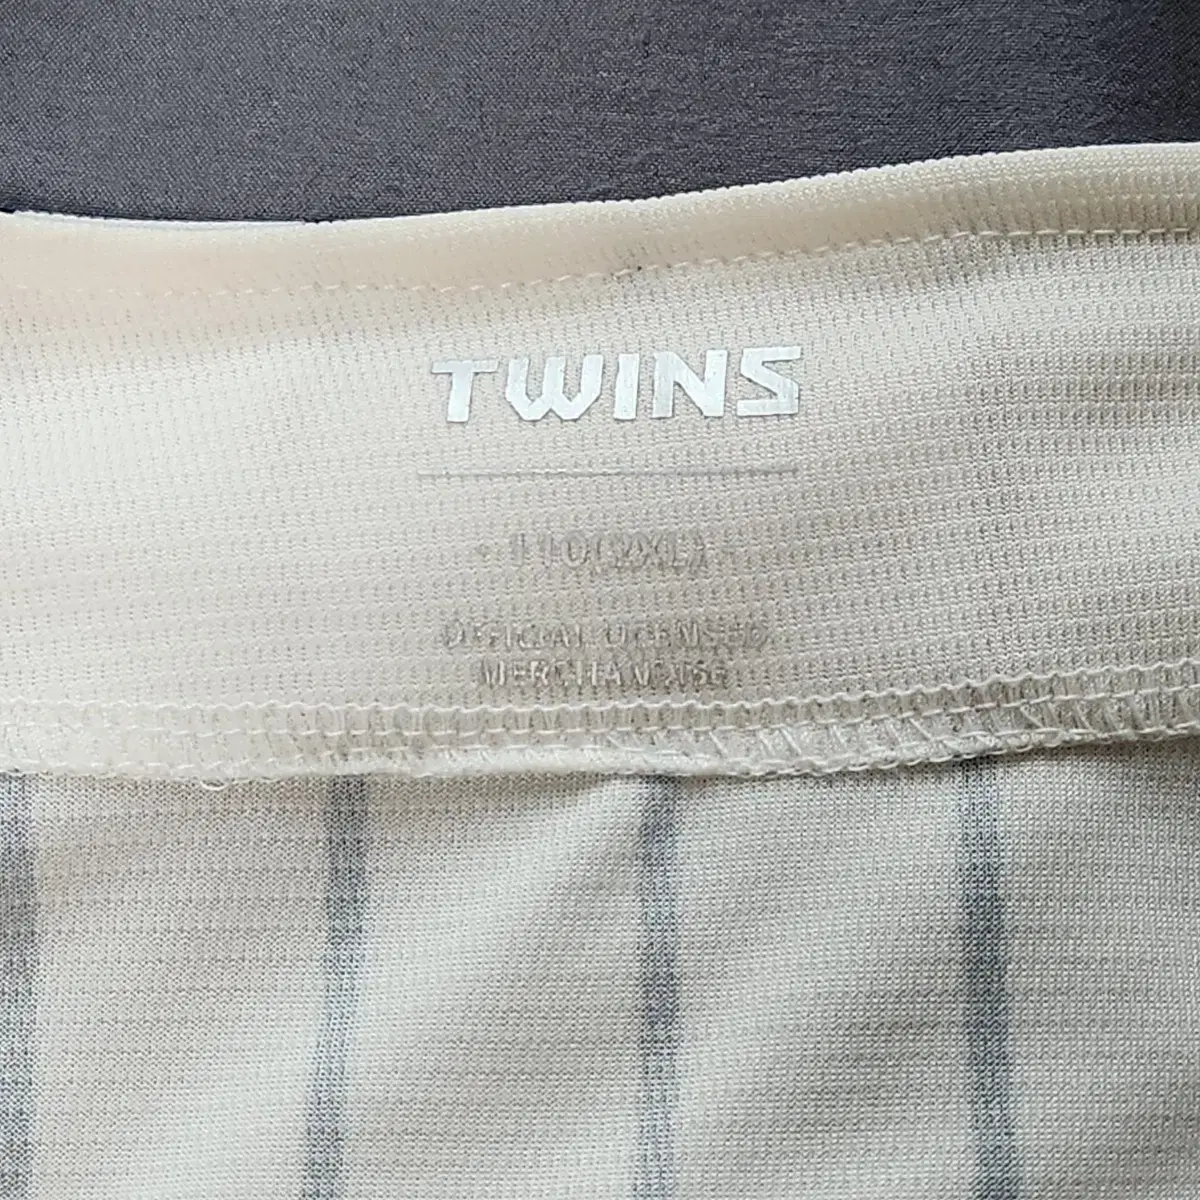 TWINS
110(2XL)
OFFICIAL LICENSED
MERCHANDISE